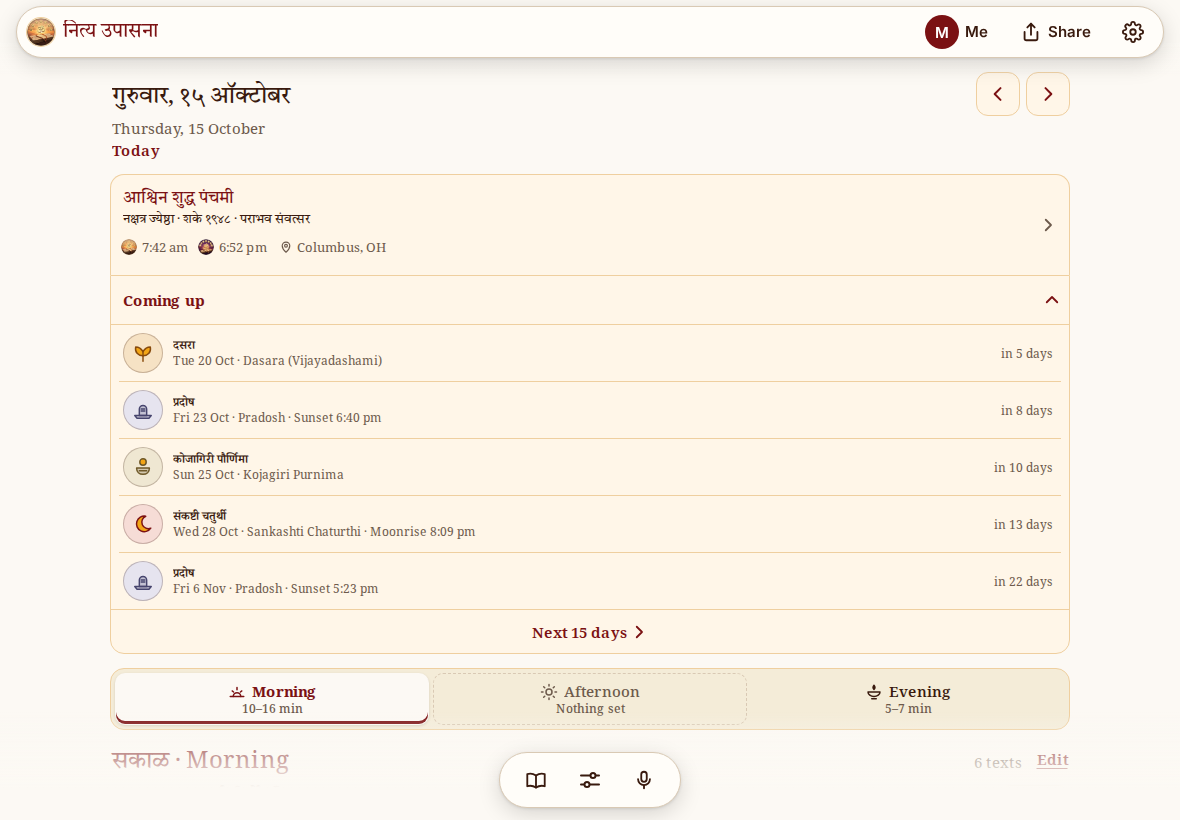 नित्य उपासना
M Me Share
गुरुवार, १५ ऑक्टोबर
Thursday, 15 October
Today
आश्विन शुद्ध पंचमी
नक्षत्र ज्येष्ठा · शके १९४८ · पराभव संवत्सर
7:42 am 6:52 pm Columbus, OH
Coming up
दसरा
Tue 20 Oct · Dasara (Vijayadashami)
in 5 days
प्रदोष
Fri 23 Oct · Pradosh · Sunset 6:40 pm
in 8 days
कोजागिरी पौर्णिमा
Sun 25 Oct · Kojagiri Purnima
in 10 days
संकष्टी चतुर्थी
Wed 28 Oct · Sankashti Chaturthi · Moonrise 8:09 pm
in 13 days
प्रदोष
Fri 6 Nov · Pradosh · Sunset 5:23 pm
in 22 days
Next 15 days
Morning
10–16 min
Afternoon
Nothing set
Evening
5–7 min
सकाळ · Morning
6 texts Edit